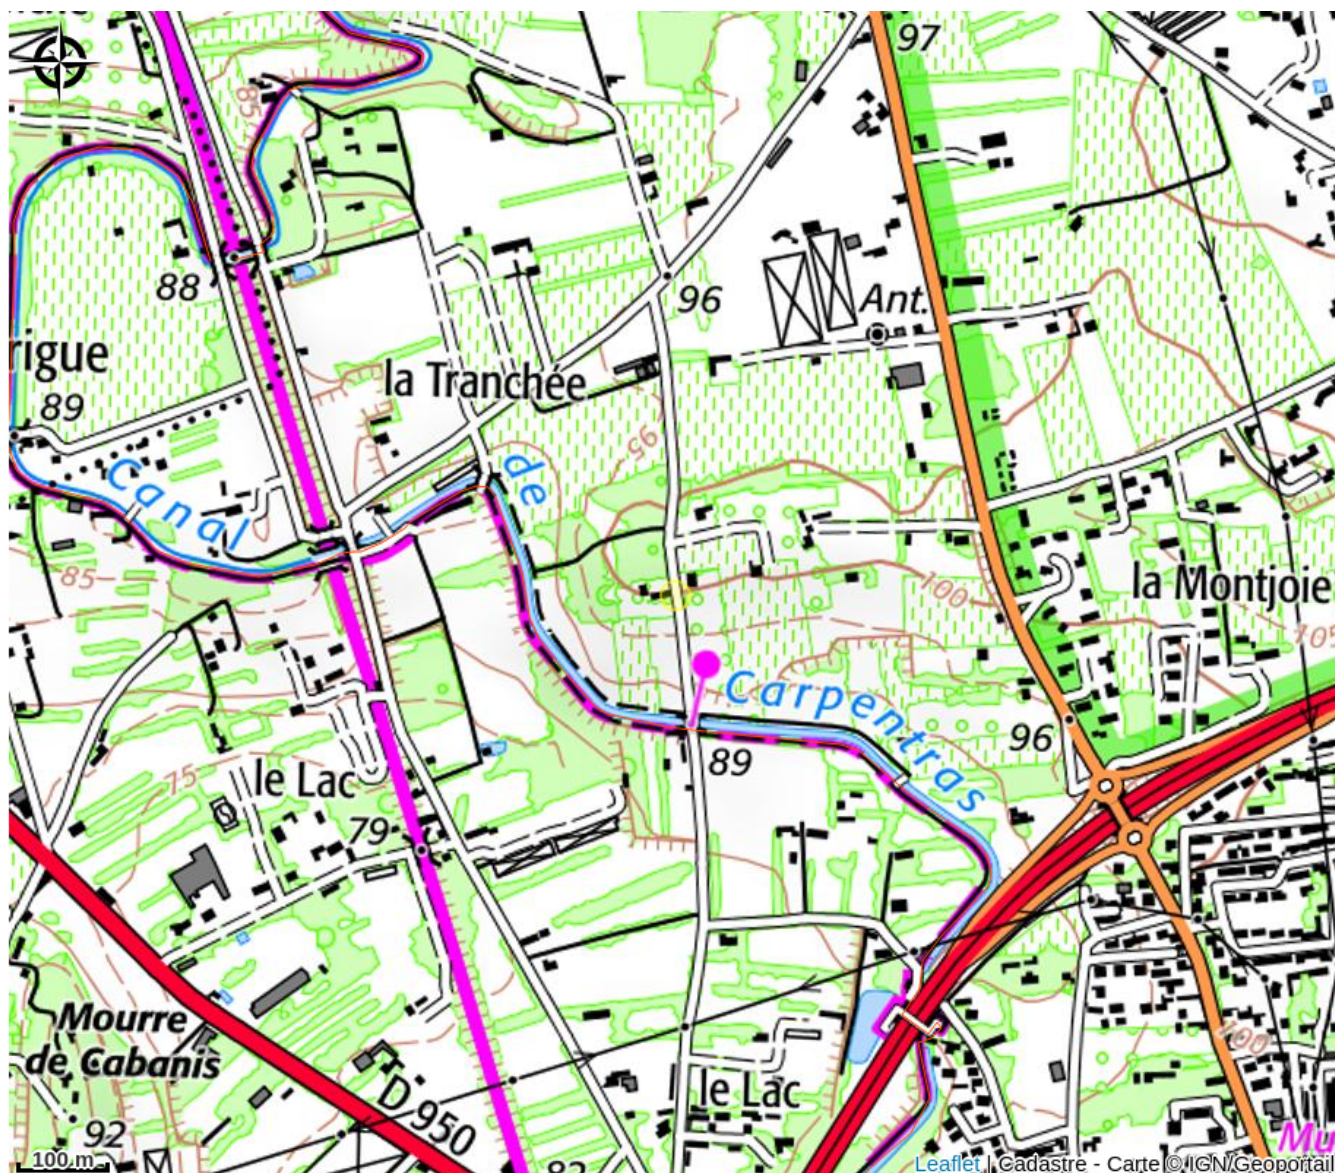 97
85
88
96
Ant.
rigue
la Tranchée
89
95
Canal
de
85
100
la Montjoie
Carpentras
96
89
75
le Lac
79
Mourre
de Cabanis
D 950
le Lac
100
92
Mu
100 m
Leaflet | Cadastre - Carte © IGN/Geoportail